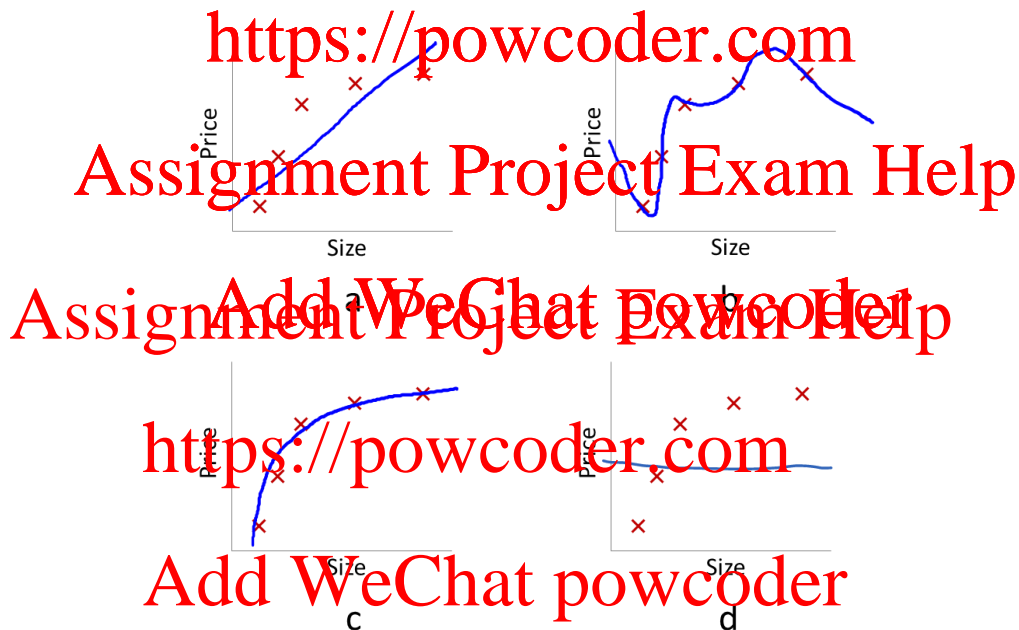 https://powcoder.com
Price
Price
Assignment Project Exam Help
Size
Size
a
b
Add WeChat powcoder
Assignment Project Exam Help
https://powcoder.com
Price
Price
Size
Size
Add WeChat powcoder
c
d